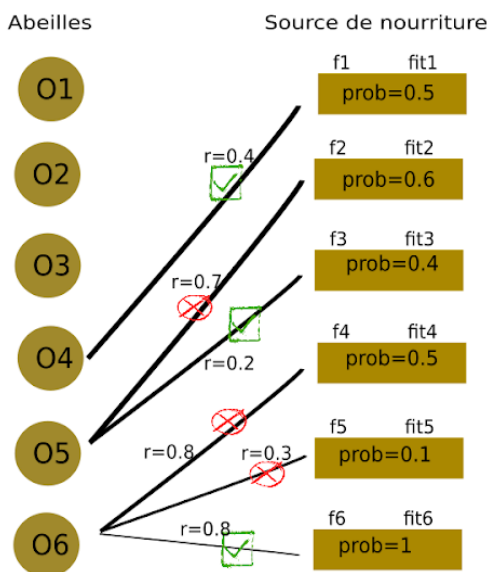 Abeilles
Source de nourriture
f1 fit1
O1
prob=0.5
r=0.4
f2 fit2
O2
prob=0.6
f3 fit3
O3
prob=0.4
r=0.7
f4 fit4
O4
r=0.2
prob=0.5
f5 fit5
O5
r=0.8
r=0.3
prob=0.1
f6 fit6
r=0.8
O6
prob=1